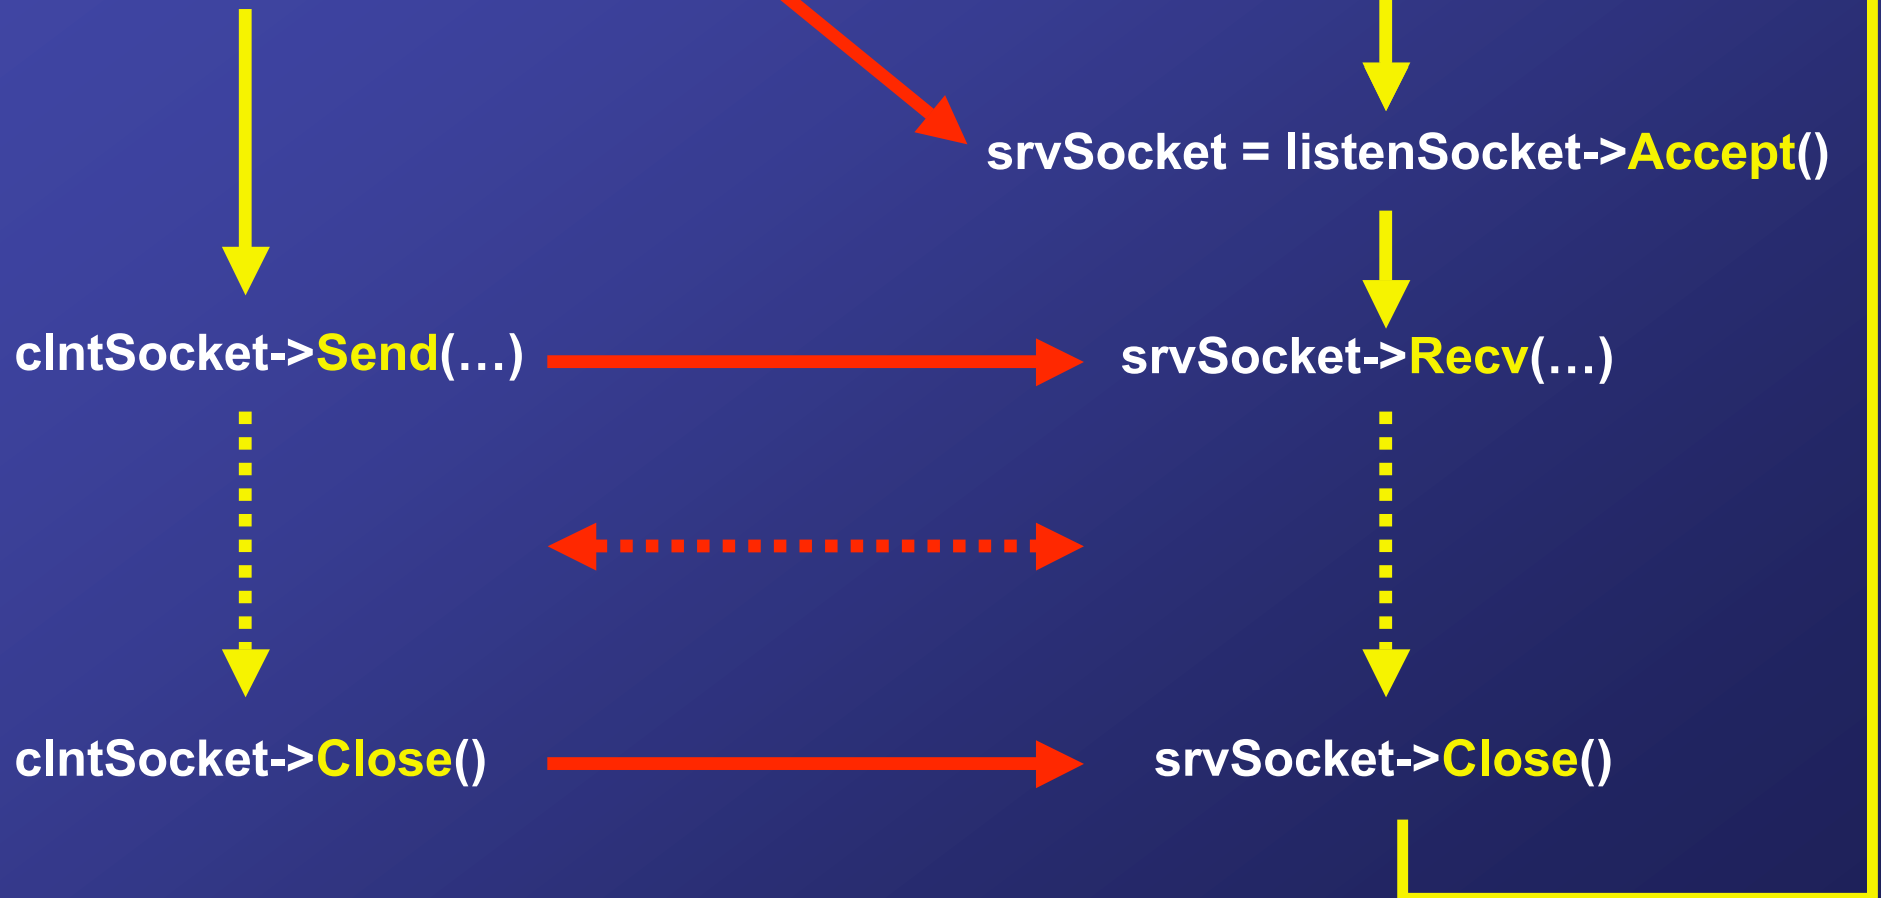 srvSocket = listenSocket->Accept()
clntSocket->Send(…)
srvSocket->Recv(…)
clntSocket->Close()
srvSocket->Close()